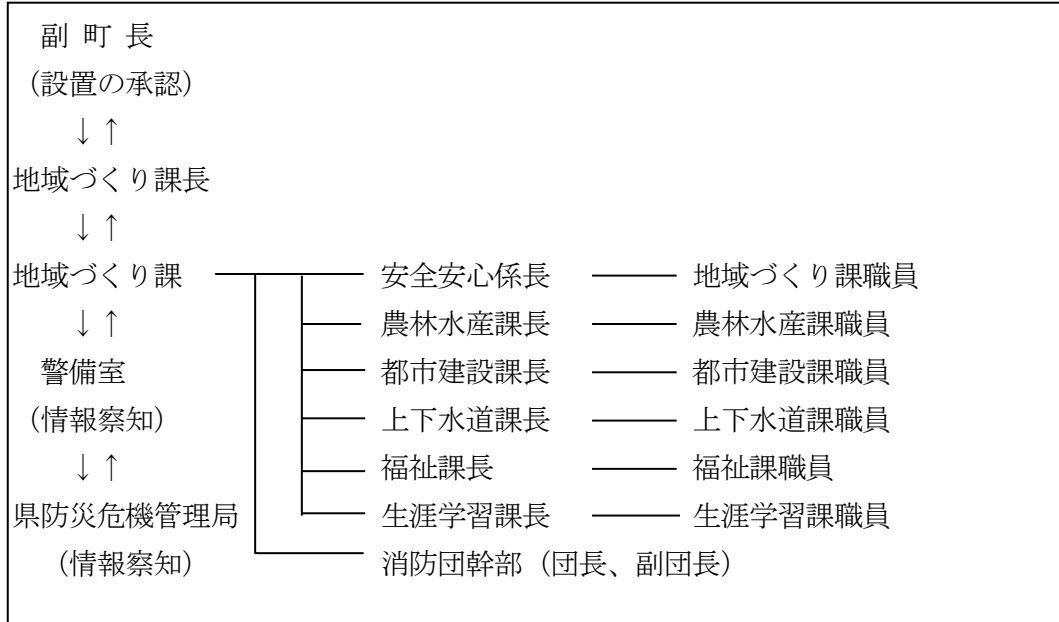 副 町 長
(設置の承認)
↓ ↑
地域づくり課長
↓ ↑
地域づくり課 安全安心係長 地域づくり課職員
↓ ↑ 農林水産課長 農林水産課職員
警備室 都市建設課長 都市建設課職員
(情報察知) 上下水道課長 上下水道課職員
↓ ↑ 福祉課長 福祉課職員
県防災危機管理局 生涯学習課長 生涯学習課職員
(情報察知) 消防団幹部(団長、副団長)